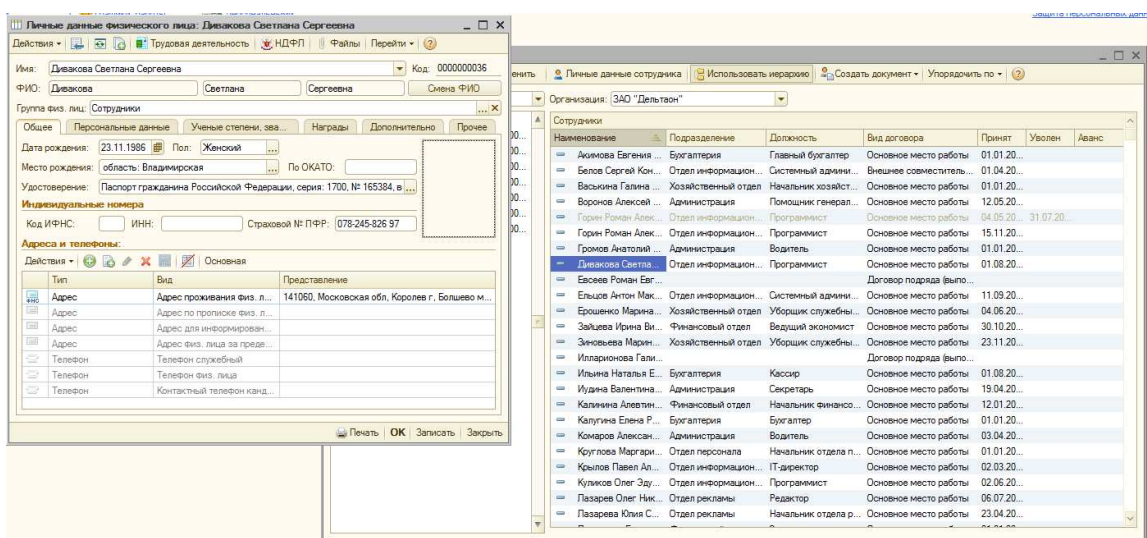 Защита персональных данн
Личные данные физического лица: Дивакова Светлана Сергеевна
Действия Трудовая деятельность НДФЛ Файлы Перейти
Имя: Дивакова Светлана Сергеевна Код: 0000000036
ФИО: Дивакова Светлана Сергеевна Смена ФИО
Группа физ. лиц: Сотрудники
Общее Персональные данные Ученые степени, зва... Награды Дополнительно Прочее
Дата рождения: 23.11.1986 Пол: Женский
Место рождения: область: Владимирская По ОКАТО:
Удостоверение: Паспорт гражданина Российской Федерации, серия: 1700, № 165384, в
Индивидуальные номера
Код ИФНС: ИНН: Страховой № ПФР: 078-245-826 97
Адреса и телефоны:
Действия Основная
Тип Вид Представление
Адрес Адрес проживания физ. л... 141060, Московская обл, Королев г, Болшево м...
Адрес Адрес по прописке физ. л...
Адрес Адрес для информирован...
Адрес Адрес физ. лица за преде...
Телефон Телефон служебный
Телефон Телефон физ. лица
Телефон Контактный телефон канд...
Печать OK Записать Закрыть
енить Личные данные сотрудника Использовать иерархию Создать документ Упорядочить по
Организация: ЗАО "Дельтаон"
Сотрудники
Наименование Подразделение Должность Вид договора Принят Уволен Аванс
Акимова Евгения ... Бухгалтерия Главный бухгалтер Основное место работы 01.01.20...
Белов Сергей Кон... Отдел информацион... Системный админи... Внешнее совместитель... 01.04.20...
Васькина Галина ... Хозяйственный отдел Начальник хозяйст... Основное место работы 01.01.20...
Воронов Алексей ... Администрация Помощник генерал... Основное место работы 12.05.20...
Горин Роман Алек... Отдел информацион... Программист Основное место работы 04.05.20... 31.07.20...
Горин Роман Алек... Отдел информацион... Программист Основное место работы 15.11.20...
Громов Анатолий ... Администрация Водитель Основное место работы 01.01.20...
Дивакова Светла... Отдел информацион... Программист Основное место работы 01.08.20...
Евсеев Роман Евг... Договор подряда (выпо...
Ельцов Антон Мак... Отдел информацион... Системный админи... Основное место работы 11.09.20...
Ерошенко Марина... Хозяйственный отдел Уборщик служебны... Основное место работы 04.06.20...
Зайцева Ирина Ви... Финансовый отдел Ведущий экономист Основное место работы 30.10.20...
Зиновьева Марин... Хозяйственный отдел Уборщик служебны... Основное место работы 23.11.20...
Илларионова Гали... Договор подряда (выпо...
Ильина Наталья Е... Бухгалтерия Кассир Основное место работы 01.08.20...
Иудина Валентина... Администрация Секретарь Основное место работы 19.04.20...
Калинина Алевтин... Финансовый отдел Начальник финансо... Основное место работы 12.01.20...
Калугина Елена Р... Бухгалтерия Бухгалтер Основное место работы 01.01.20...
Комаров Алексан... Администрация Водитель Основное место работы 03.04.20...
Круглова Маргари... Отдел персонала Начальник отдела п... Основное место работы 01.01.20...
Крылов Павел Ал... Отдел информацион... IT-директор Основное место работы 02.03.20...
Куликов Олег Эду... Отдел информацион... Программист Основное место работы 02.06.20...
Лазарев Олег Ник... Отдел рекламы Редактор Основное место работы 06.07.20...
Лазарева Юлия С... Отдел рекламы Начальник отдела р... Основное место работы 23.04.20...